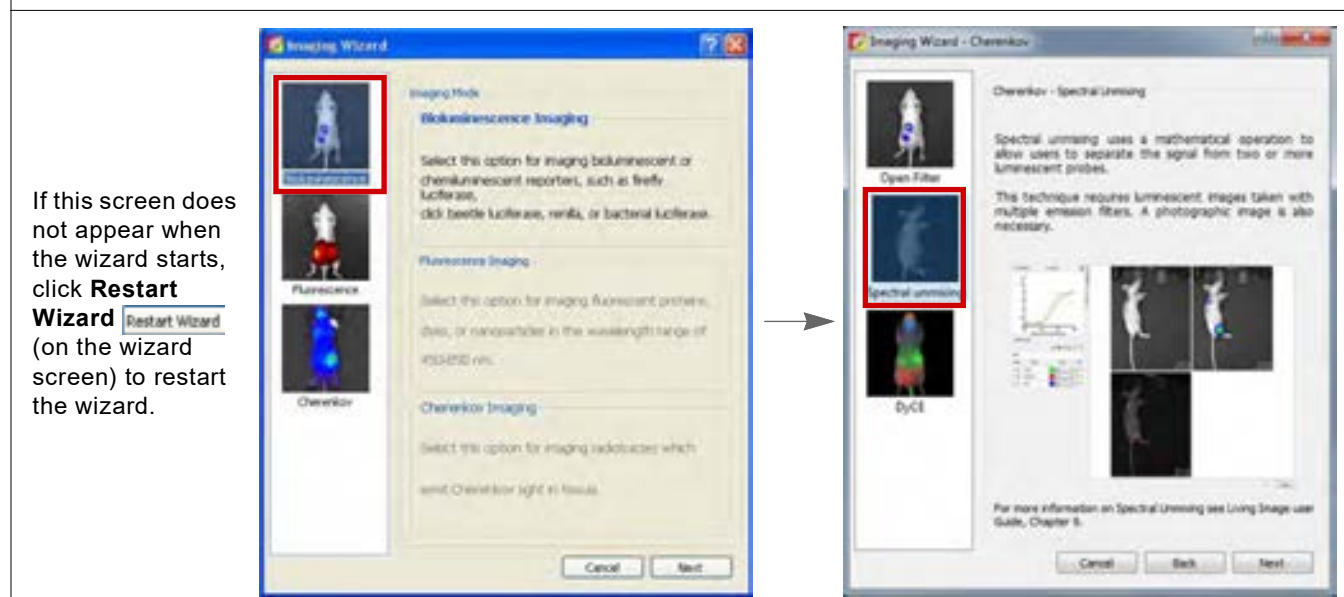 If this screen does
not appear when
the wizard starts,
click Restart
Wizard Restart Wizard
(on the wizard
screen) to restart
the wizard.
Imaging Wizard
Imaging Mode
Bioluminescence Imaging
Select this option for imaging bioluminescent or
chemiluminescent reporters, such as firefly
luciferase,
click beetle luciferase, renilla, or bacterial luciferase.
Bioluminescence
Fluorescence Imaging
Select this option for imaging fluorescent proteins,
dyes, or nanoparticles in the wavelength range of
nm.
Fluorescence
Cherenkov Imaging
Select this option for imaging radiotracers which
emit Cherenkov light in tissue.
Cherenkov
Cancel
Next
Imaging Wizard - Cherenkov
Open Filter
Spectral unmixing
DyCE
Cherenkov - Spectral Unmixing
Spectral unmixing uses a mathematical operation to
allow users to separate the signal from two or more
luminescent probes.
This technique requires luminescent images taken with
multiple emission filters. A photographic image is also
necessary.
For more information on Spectral Unmixing see Living Image user
Guide, Chapter 9.
Cancel
Back
Next